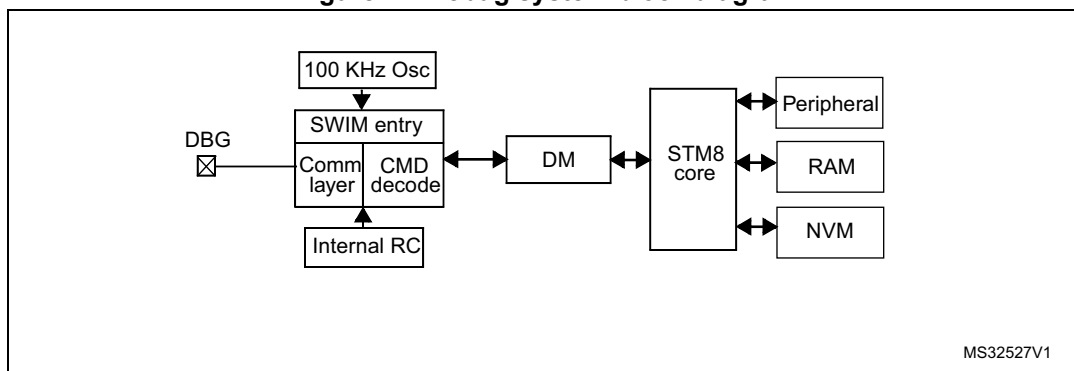 100 KHz Osc
SWIM entry
DBG
Comm
layer
CMD
decode
Internal RC
DM
STM8
core
Peripheral
RAM
NVM
MS32527V1